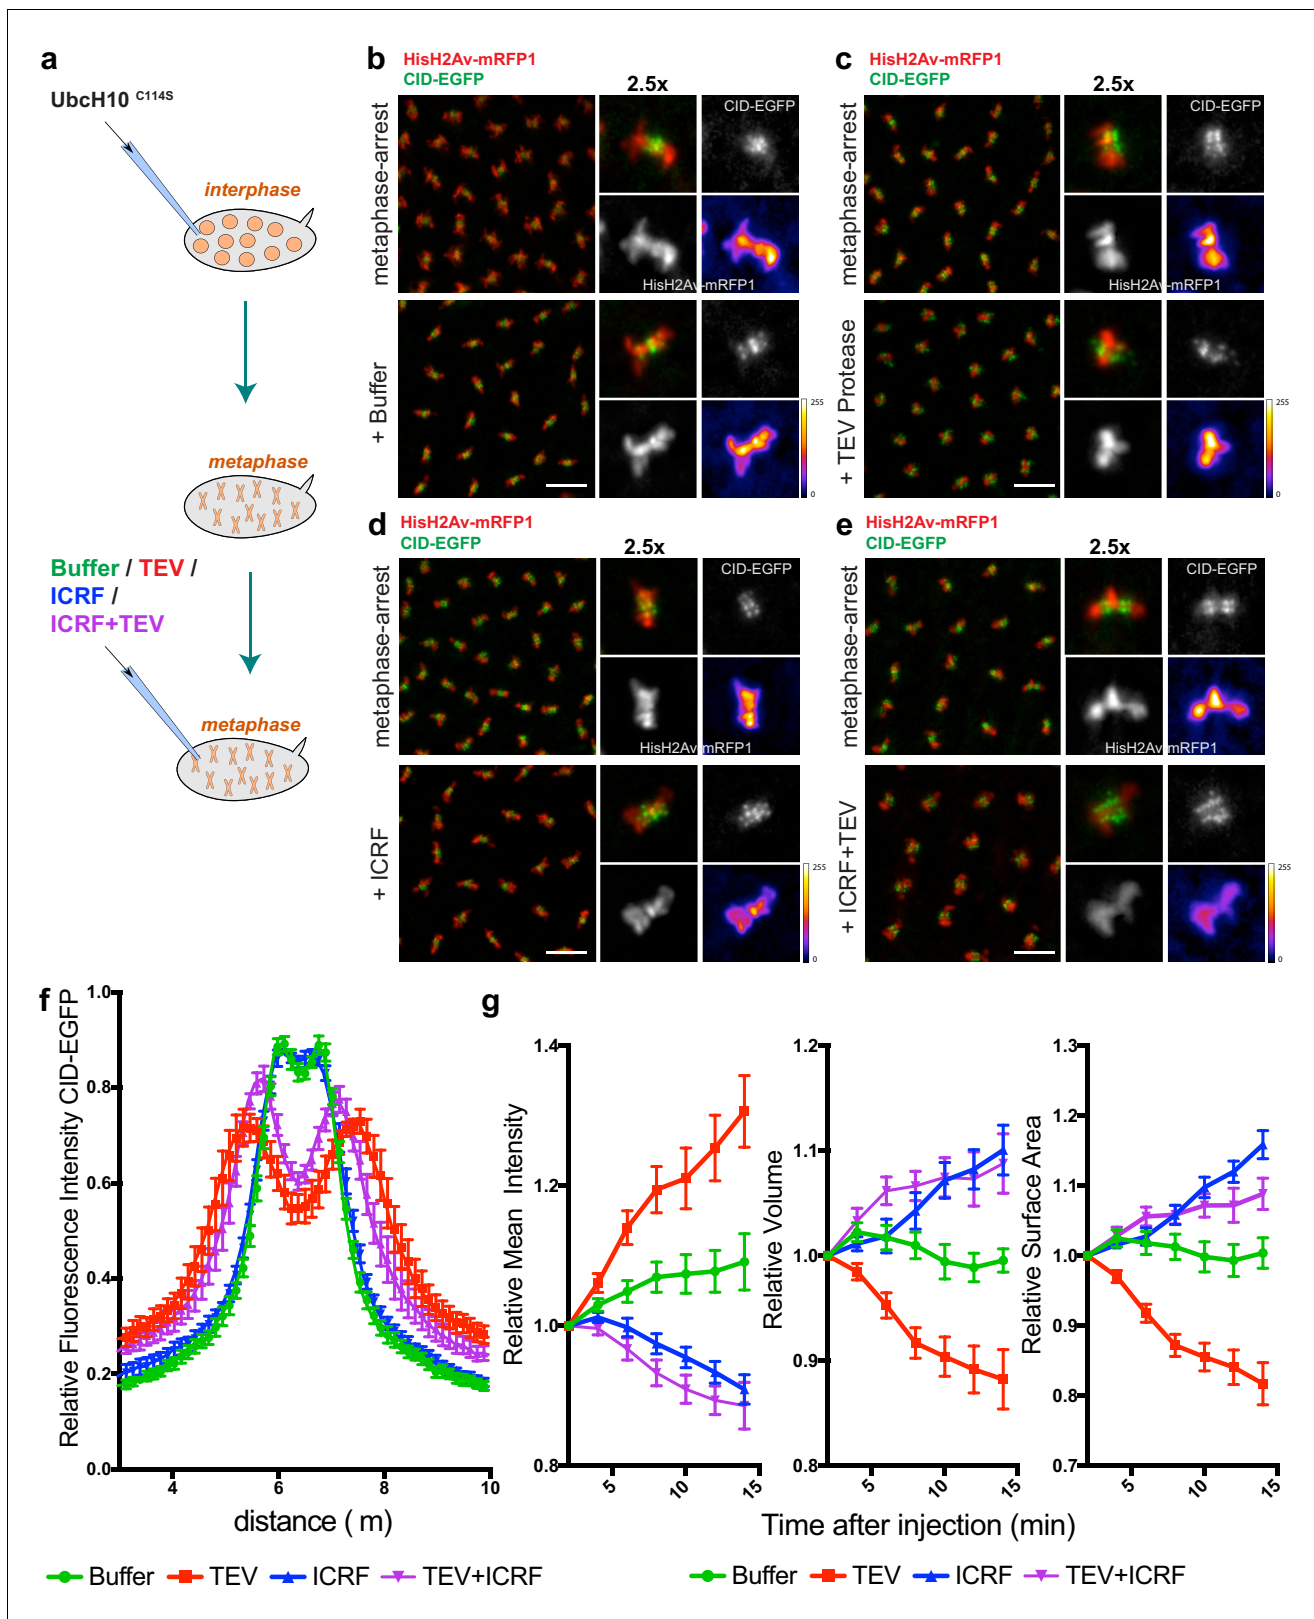 a
UbcH10 C114S
interphase
metaphase
Buffer / TEV /
ICRF /
ICRF+TEV
metaphase
b
HisH2Av-mRFP1
CID-EGFP
2.5x
metaphase-arrest
CID-EGFP
HisH2Av-mRFP1
+ Buffer
255
0
c
HisH2Av-mRFP1
CID-EGFP
2.5x
metaphase-arrest
CID-EGFP
HisH2Av-mRFP1
+ TEV Protease
255
0
d
HisH2Av-mRFP1
CID-EGFP
2.5x
metaphase-arrest
CID-EGFP
HisH2Av-mRFP1
+ ICRF
255
0
e
HisH2Av-mRFP1
CID-EGFP
2.5x
metaphase-arrest
CID-EGFP
HisH2Av-mRFP1
+ ICRF+TEV
255
0
f
Relative Fluorescence Intensity CID-EGFP
1.0
0.8
0.6
0.4
0.2
0.0
4 6 8 10
distance ( m)
Buffer TEV ICRF TEV+ICRF
g
Relative Mean Intensity
1.4
1.2
1.0
0.8
5 10 15
Relative Volume
1.2
1.1
1.0
0.9
0.8
5 10 15
Relative Surface Area
1.3
1.2
1.1
1.0
0.9
0.8
0.7
5 10 15
Time after injection (min)
Buffer TEV ICRF TEV+ICRF